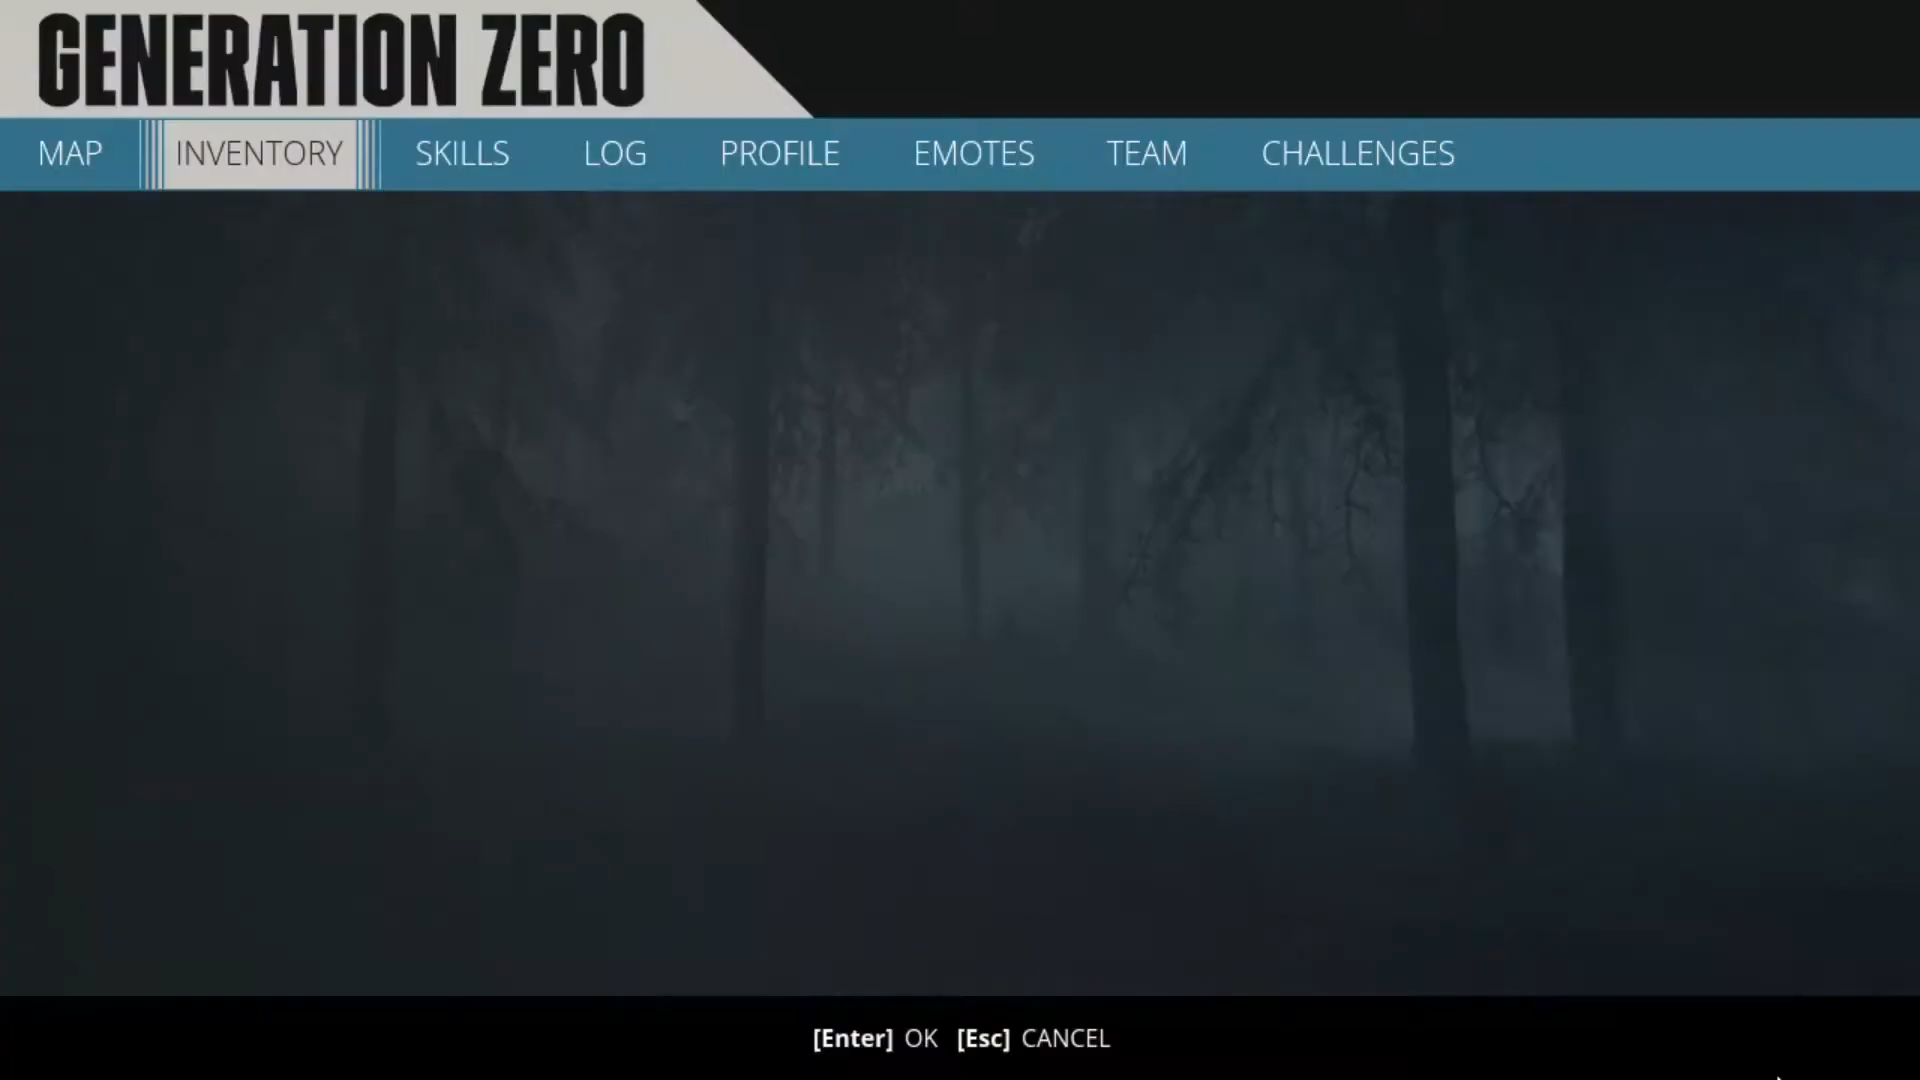 GENERATION ZERO
MAP INVENTORY SKILLS LOG PROFILE EMOTES TEAM CHALLENGES
[Enter] OK [Esc] CANCEL